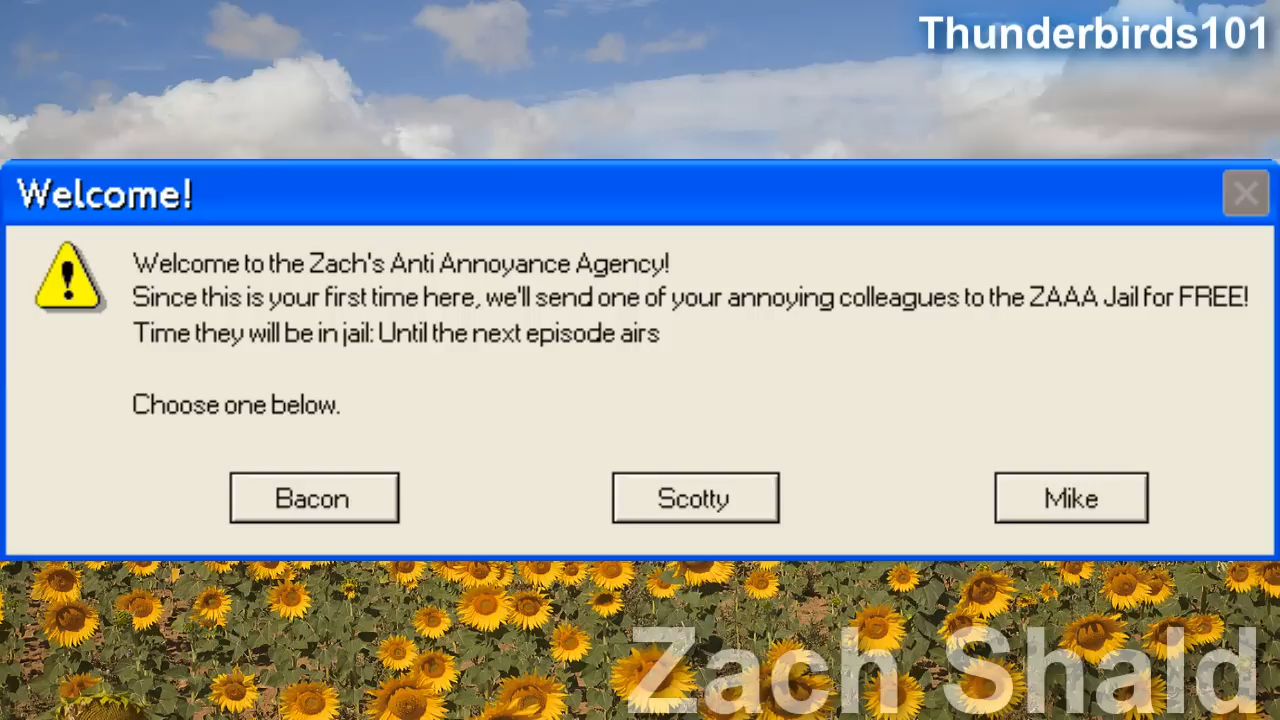 Thunderbirds101
Welcome!
Welcome to the Zach's Anti Annoyance Agency!
Since this is your first time here, we'll send one of your annoying colleagues to the ZAAA Jail for FREE!
Time they will be in jail: Until the next episode airs
Choose one below.
Bacon
Scotty
Mike
Zach Shald